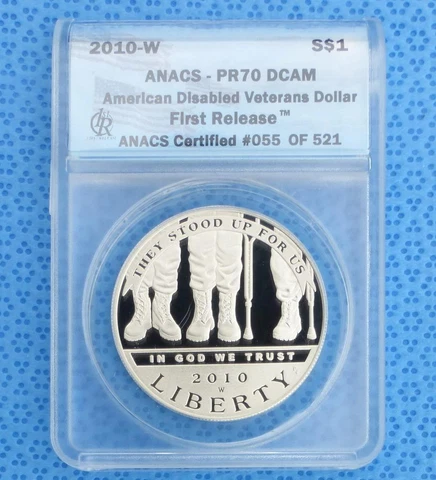 2010-W S$1
ANACS - PR70 DCAM
American Disabled Veterans Dollar
First Release™
ANACS Certified #055 OF 521
THEY STOOD UP FOR US
IN GOD WE TRUST
2010
W
LIBERTY